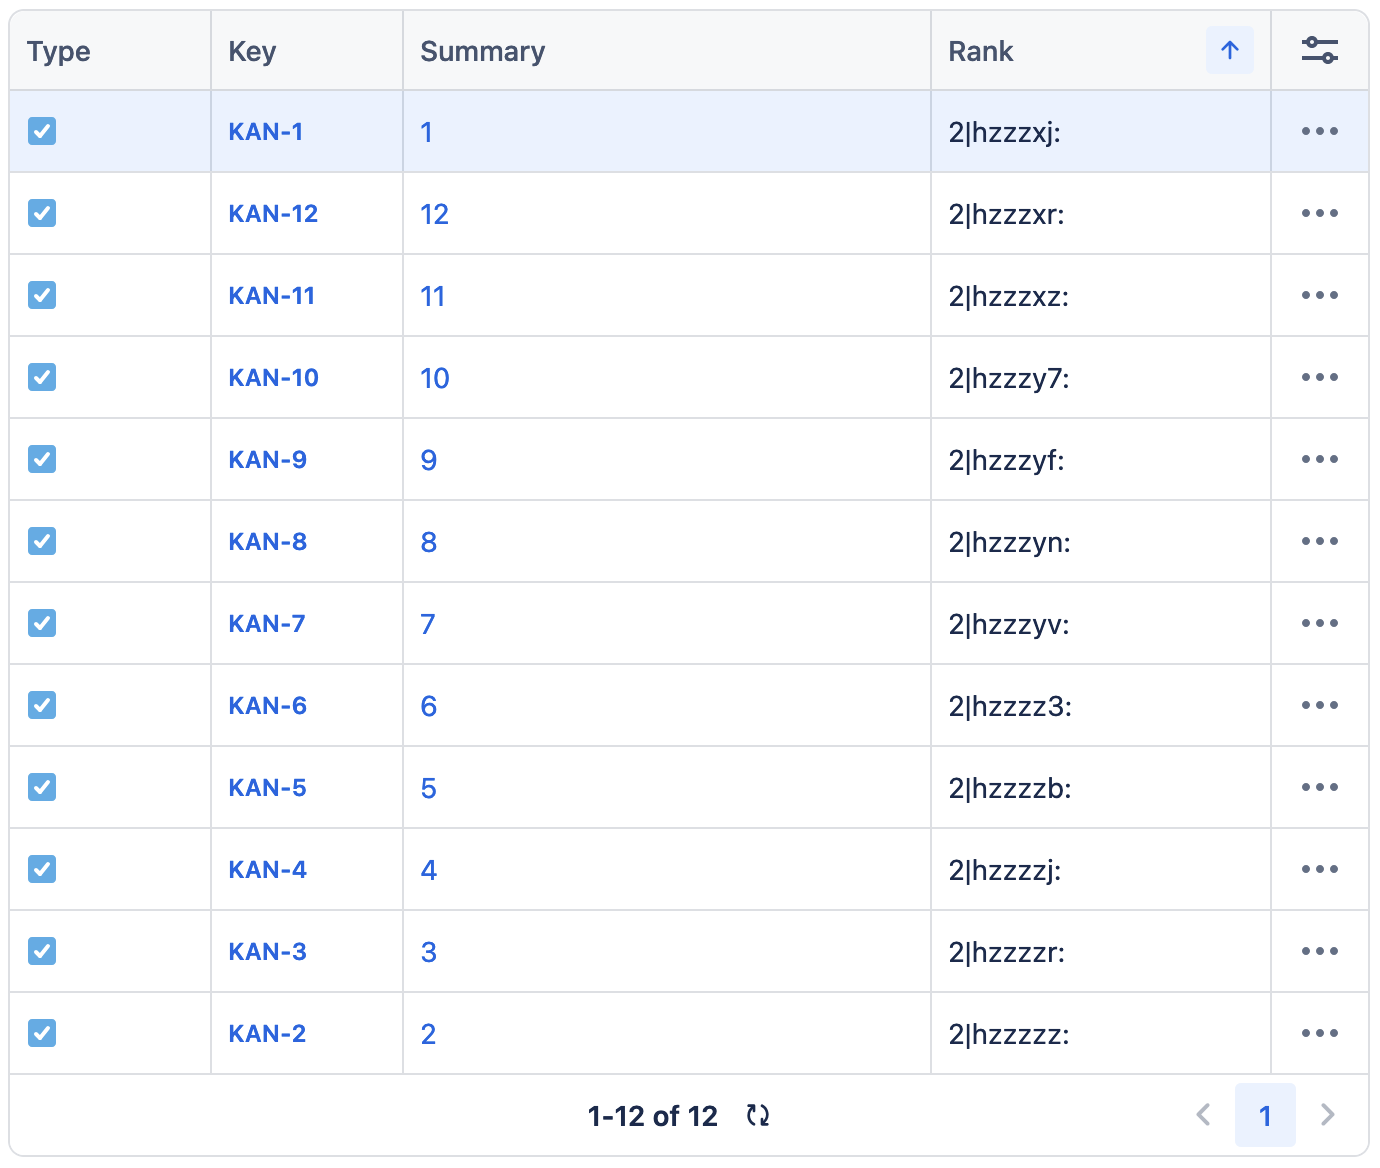 Type Key Summary Rank
KAN-1 1 2|hzzzxj:
KAN-12 12 2|hzzzxr:
KAN-11 11 2|hzzzxz:
KAN-10 10 2|hzzzy7:
KAN-9 9 2|hzzzyf:
KAN-8 8 2|hzzzyn:
KAN-7 7 2|hzzzyv:
KAN-6 6 2|hzzzz3:
KAN-5 5 2|hzzzzb:
KAN-4 4 2|hzzzzj:
KAN-3 3 2|hzzzzr:
KAN-2 2 2|hzzzzz:
1-12 of 12 1